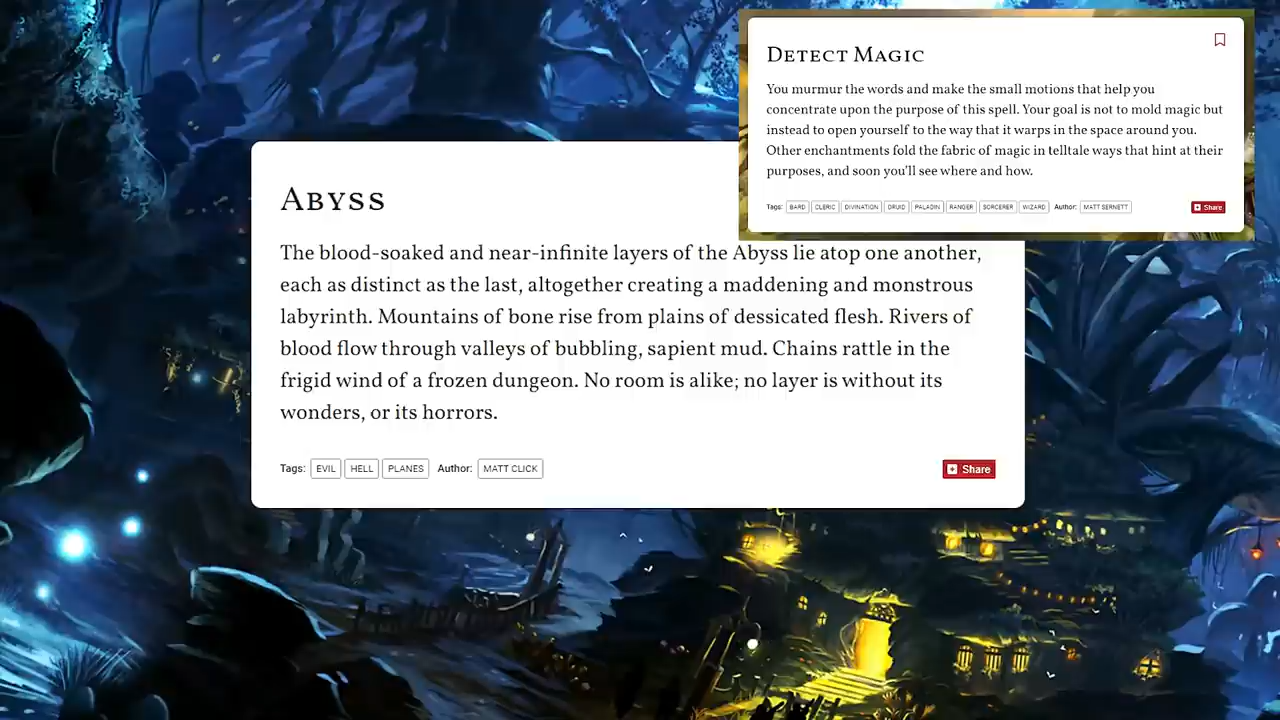 Detect Magic
You murmur the words and make the small motions that help you
concentrate upon the purpose of this spell. Your goal is not to mold magic but
instead to open yourself to the way that it warps in the space around you.
Other enchantments fold the fabric of magic in telltale ways that hint at their
purposes, and soon you'll see where and how.
Tags: BARD CLERIC DIVINATION DRUID PALADIN RANGER SORCERER WIZARD Author: MATT SERNETT Share
Abyss
The blood-soaked and near-infinite layers of the Abyss lie atop one another,
each as distinct as the last, altogether creating a maddening and monstrous
labyrinth. Mountains of bone rise from plains of dessicated flesh. Rivers of
blood flow through valleys of bubbling, sapient mud. Chains rattle in the
frigid wind of a frozen dungeon. No room is alike; no layer is without its
wonders, or its horrors.
Tags: EVIL HELL PLANES Author: MATT CLICK Share